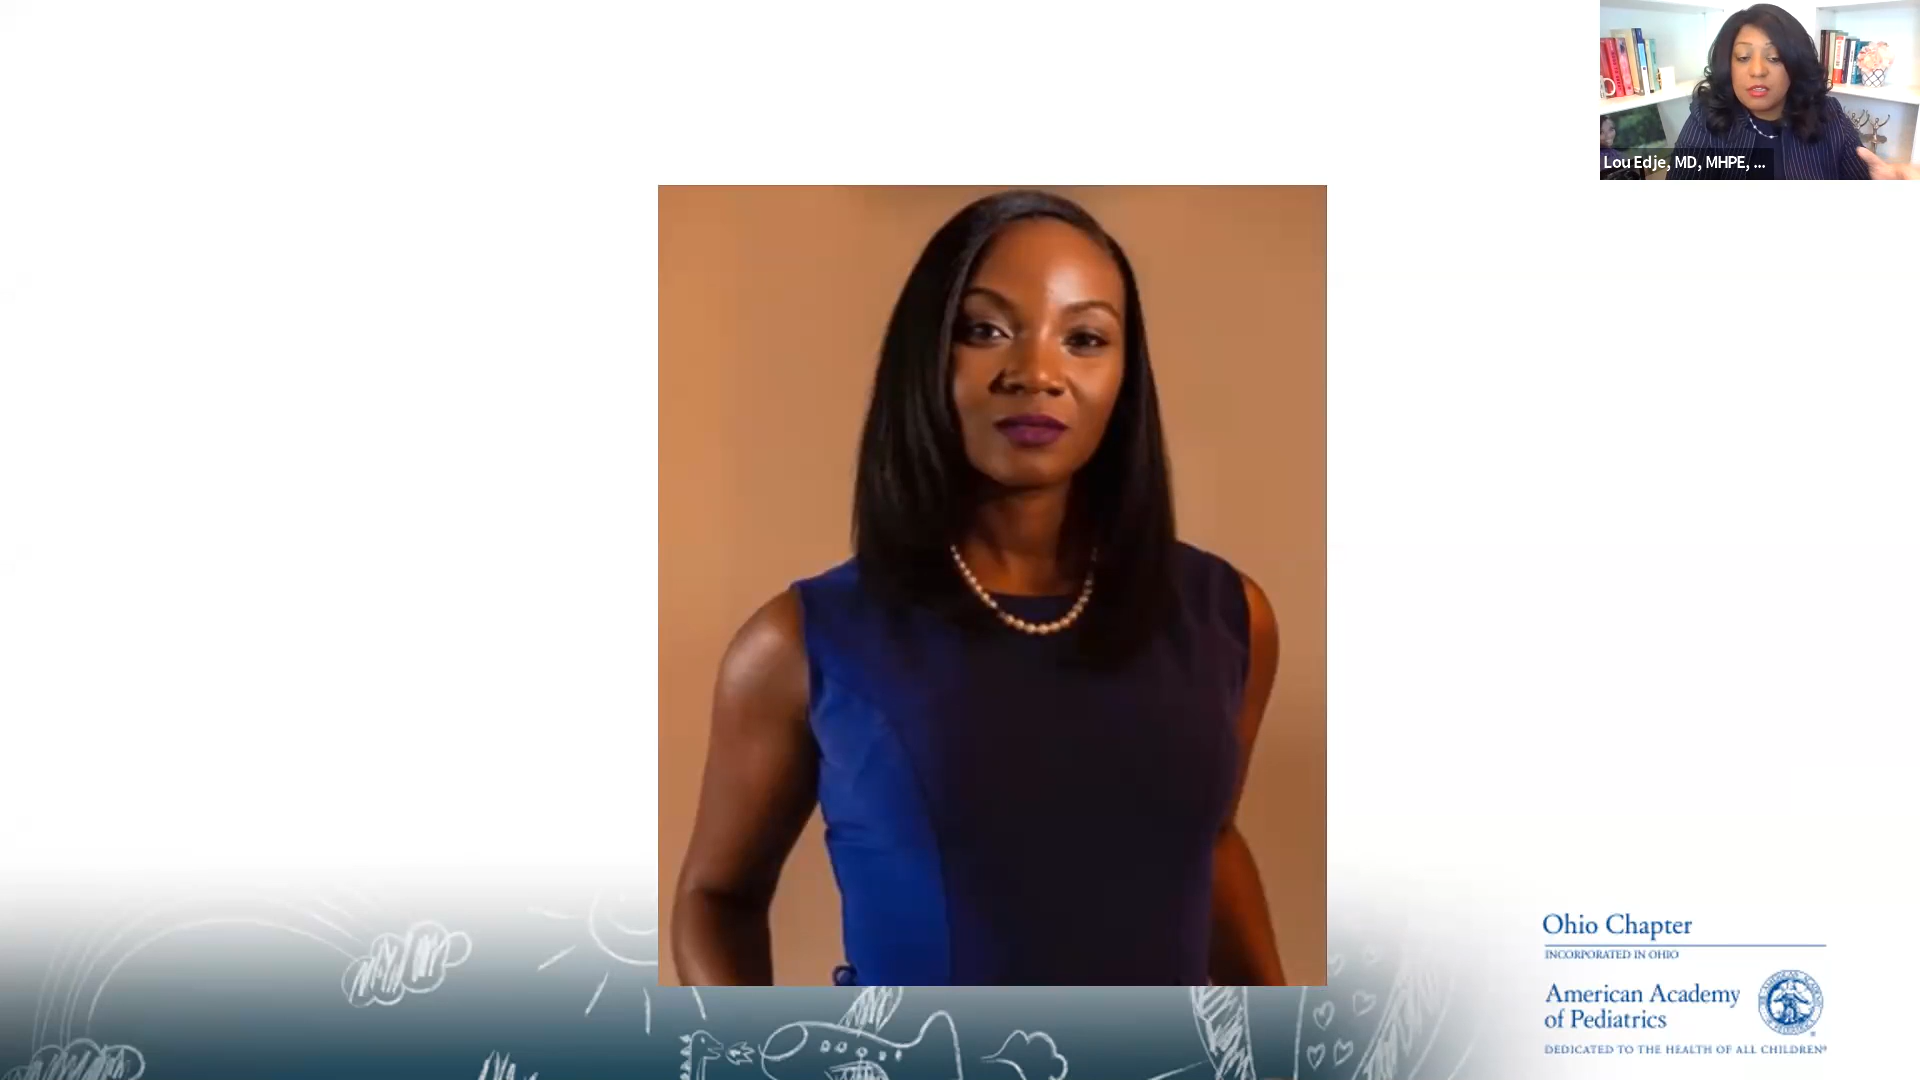 Lou Edje, MD, MHPE, ...
Ohio Chapter
INCORPORATED IN OHIO
American Academy
of Pediatrics
DEDICATED TO THE HEALTH OF ALL CHILDREN®